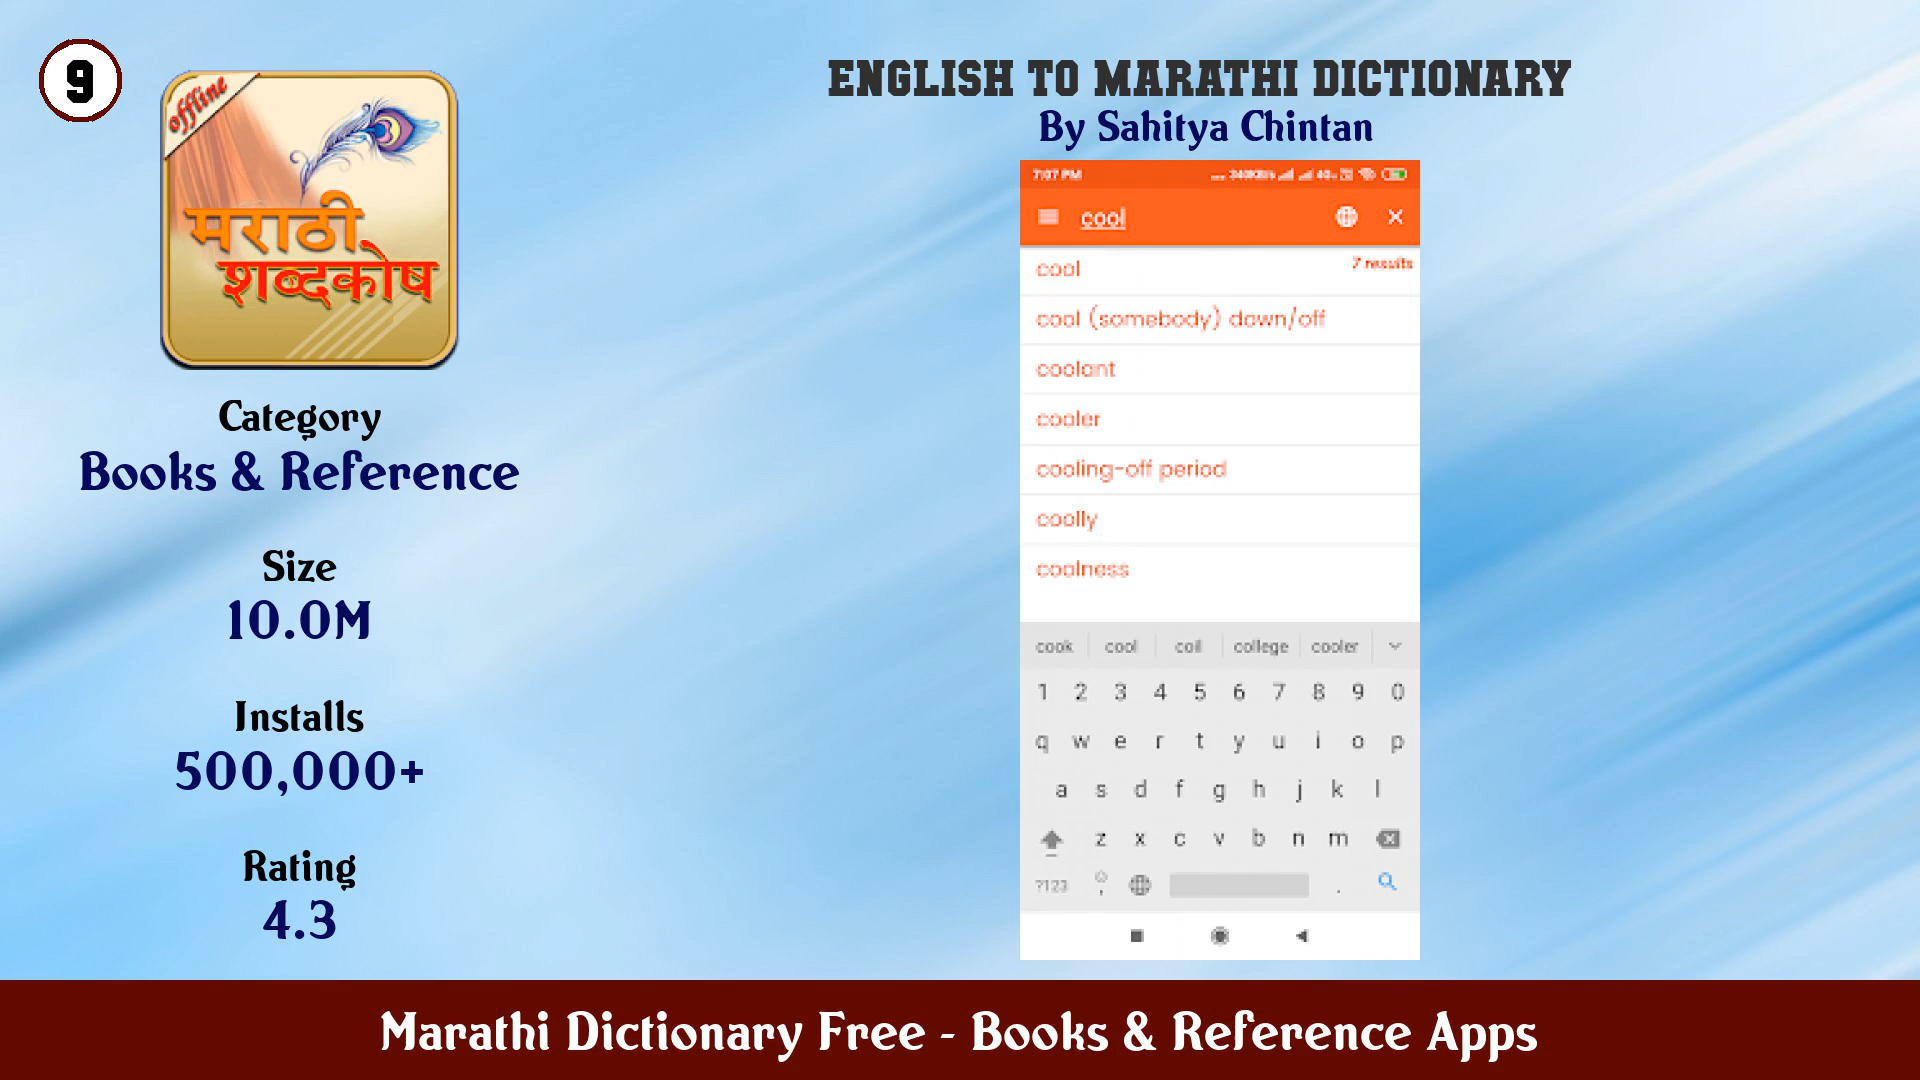 9
offline
मराठी
शब्दकोष
Category
Books & Reference
Size
10.0M
Installs
500,000+
Rating
4.3
ENGLISH TO MARATHI DICTIONARY
By Sahitya Chintan
7:07 PM
cool
7 results
cool
cool (somebody) down/off
coolant
cooler
cooling-off period
coolly
coolness
cook cool coil college cooler
1 2 3 4 5 6 7 8 9 0
q w e r t y u i o p
a s d f g h j k l
z x c v b n m
?123 , .
Marathi Dictionary Free - Books & Reference Apps